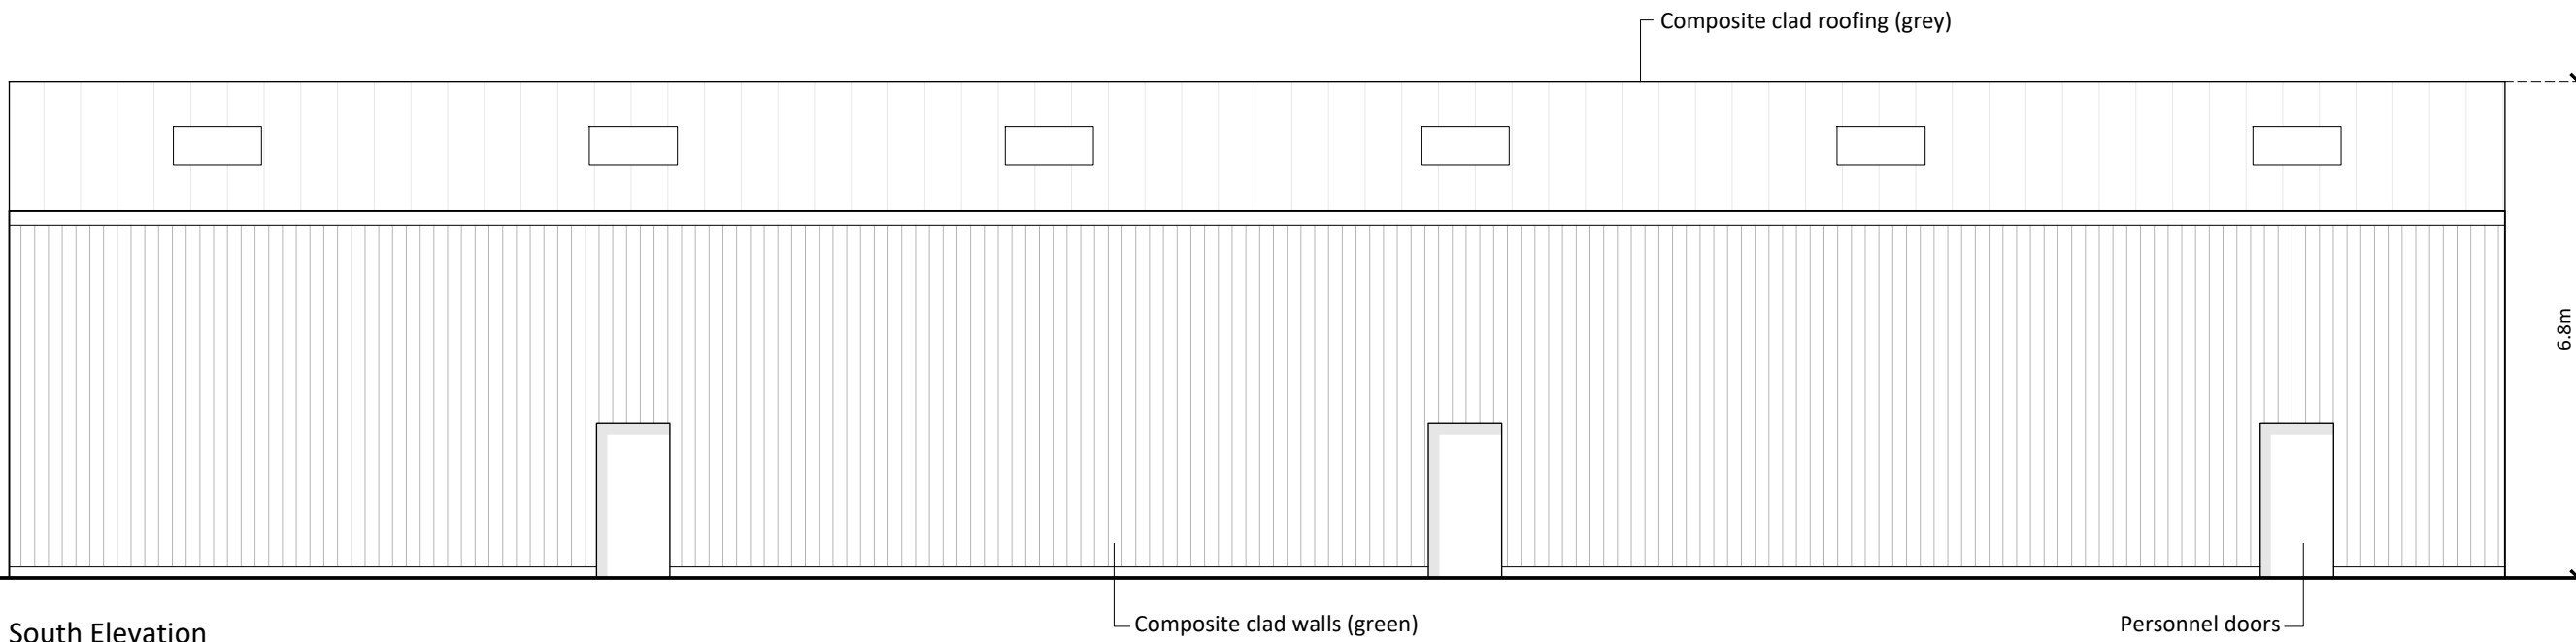 Composite clad roofing (grey)
6.8m
Composite clad walls (green)
Personnel doors
South Elevation